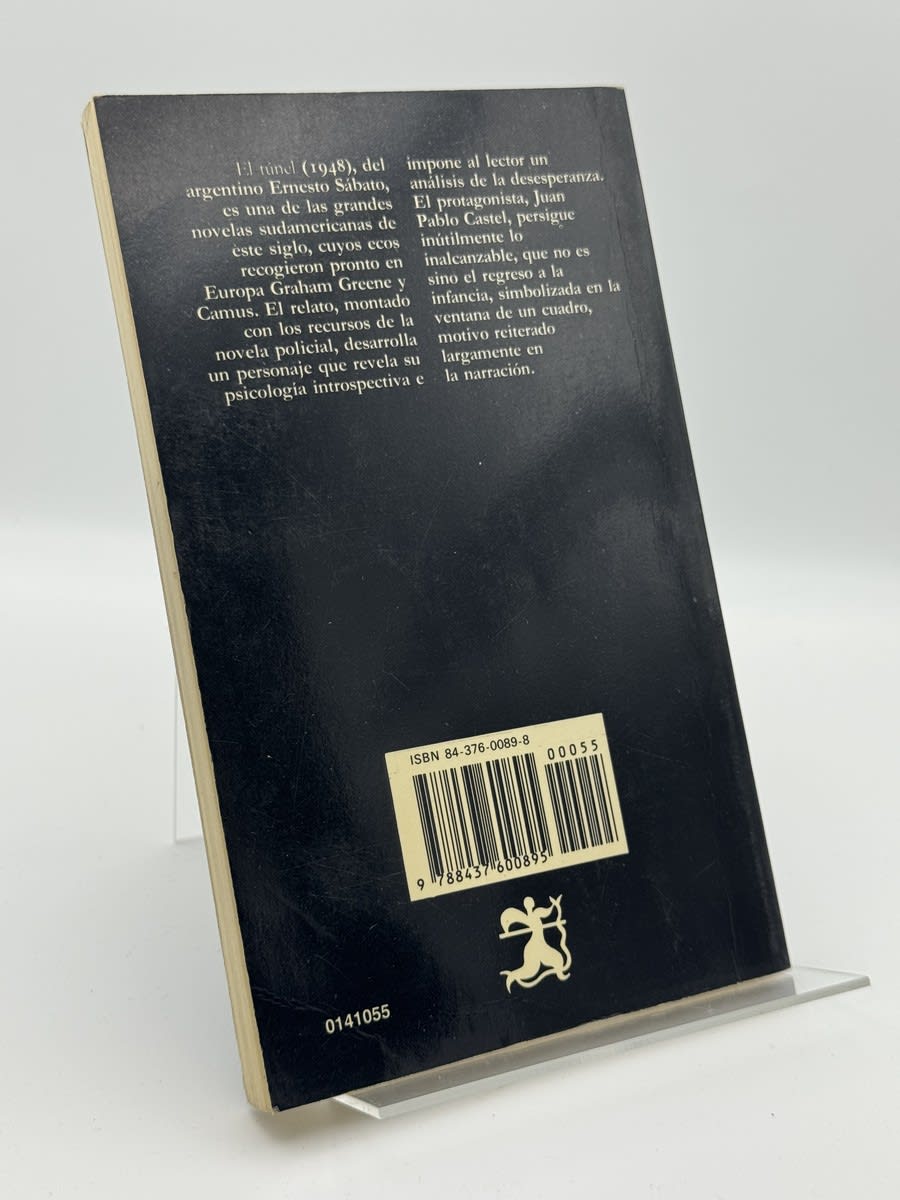 El túnel (1948), del
argentino Ernesto Sábato,
es una de las grandes
novelas sudamericanas de
este siglo, cuyos ecos
recogieron pronto en
Europa Graham Greene y
Camus. El relato, montado
con los recursos de la
novela policial, desarrolla
un personaje que revela su
psicología introspectiva e
impone al lector un
análisis de la desesperanza.
El protagonista, Juan
Pablo Castel, persigue
inútilmente lo
inalcanzable, que no es
sino el regreso a la
infancia, simbolizada en la
ventana de un cuadro,
motivo reiterado
largamente en
la narración.
ISBN 84-376-0089-8
00055
9 788437 600895
0141055